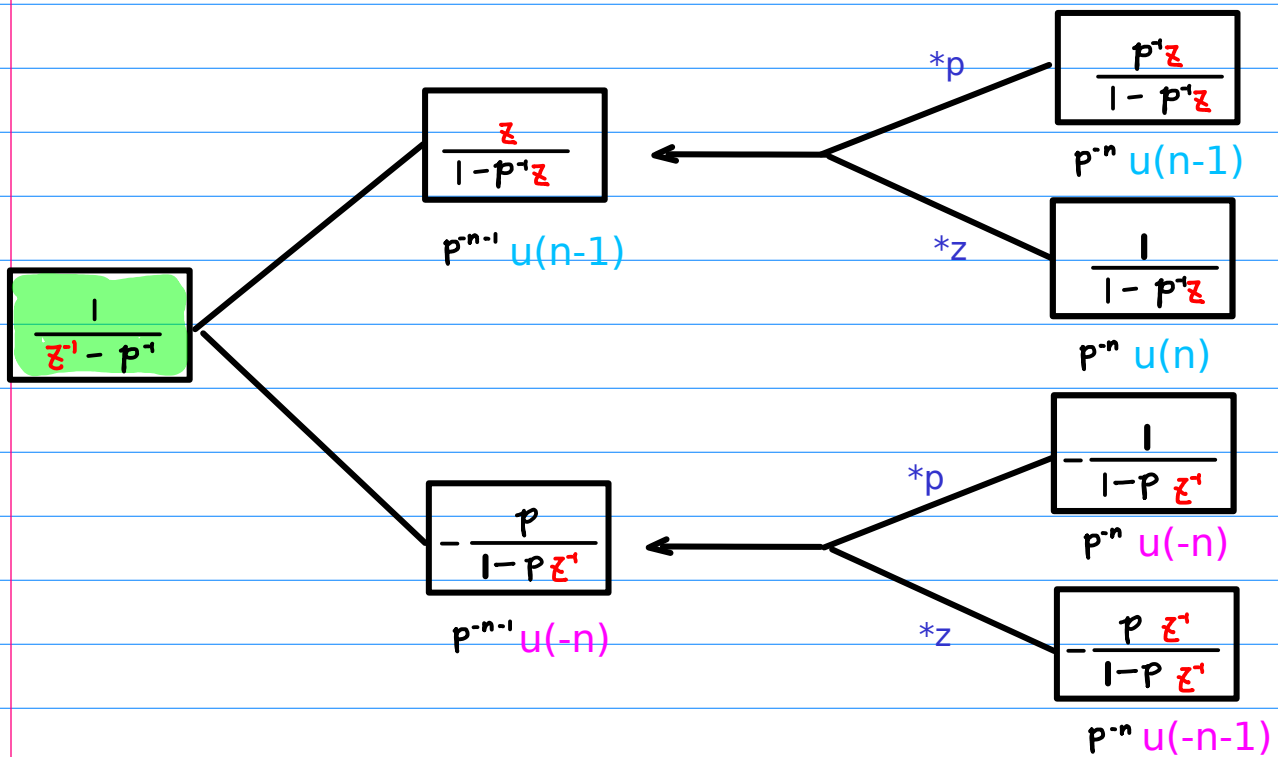 *p
p⁻¹z / (1 - p⁻¹z)
p⁻ⁿ u(n-1)
z / (1 - p⁻¹z)
p⁻ⁿ⁻¹ u(n-1)
*z
1 / (1 - p⁻¹z)
p⁻ⁿ u(n)
1 / (z⁻¹ - p⁻¹)
*p
- 1 / (1 - p z⁻¹)
p⁻ⁿ u(-n)
- p / (1 - p z⁻¹)
p⁻ⁿ⁻¹ u(-n)
*z
- p z⁻¹ / (1 - p z⁻¹)
p⁻ⁿ u(-n-1)